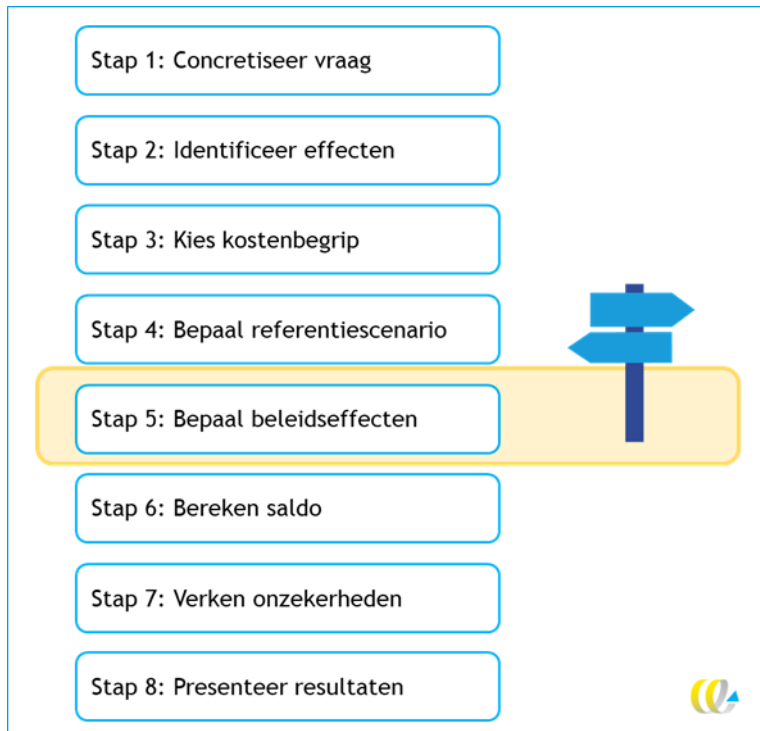 Stap 1: Concretiseer vraag
Stap 2: Identificeer effecten
Stap 3: Kies kostenbegrip
Stap 4: Bepaal referentiescenario
Stap 5: Bepaal beleidseffecten
Stap 6: Bereken saldo
Stap 7: Verken onzekerheden
Stap 8: Presenteer resultaten